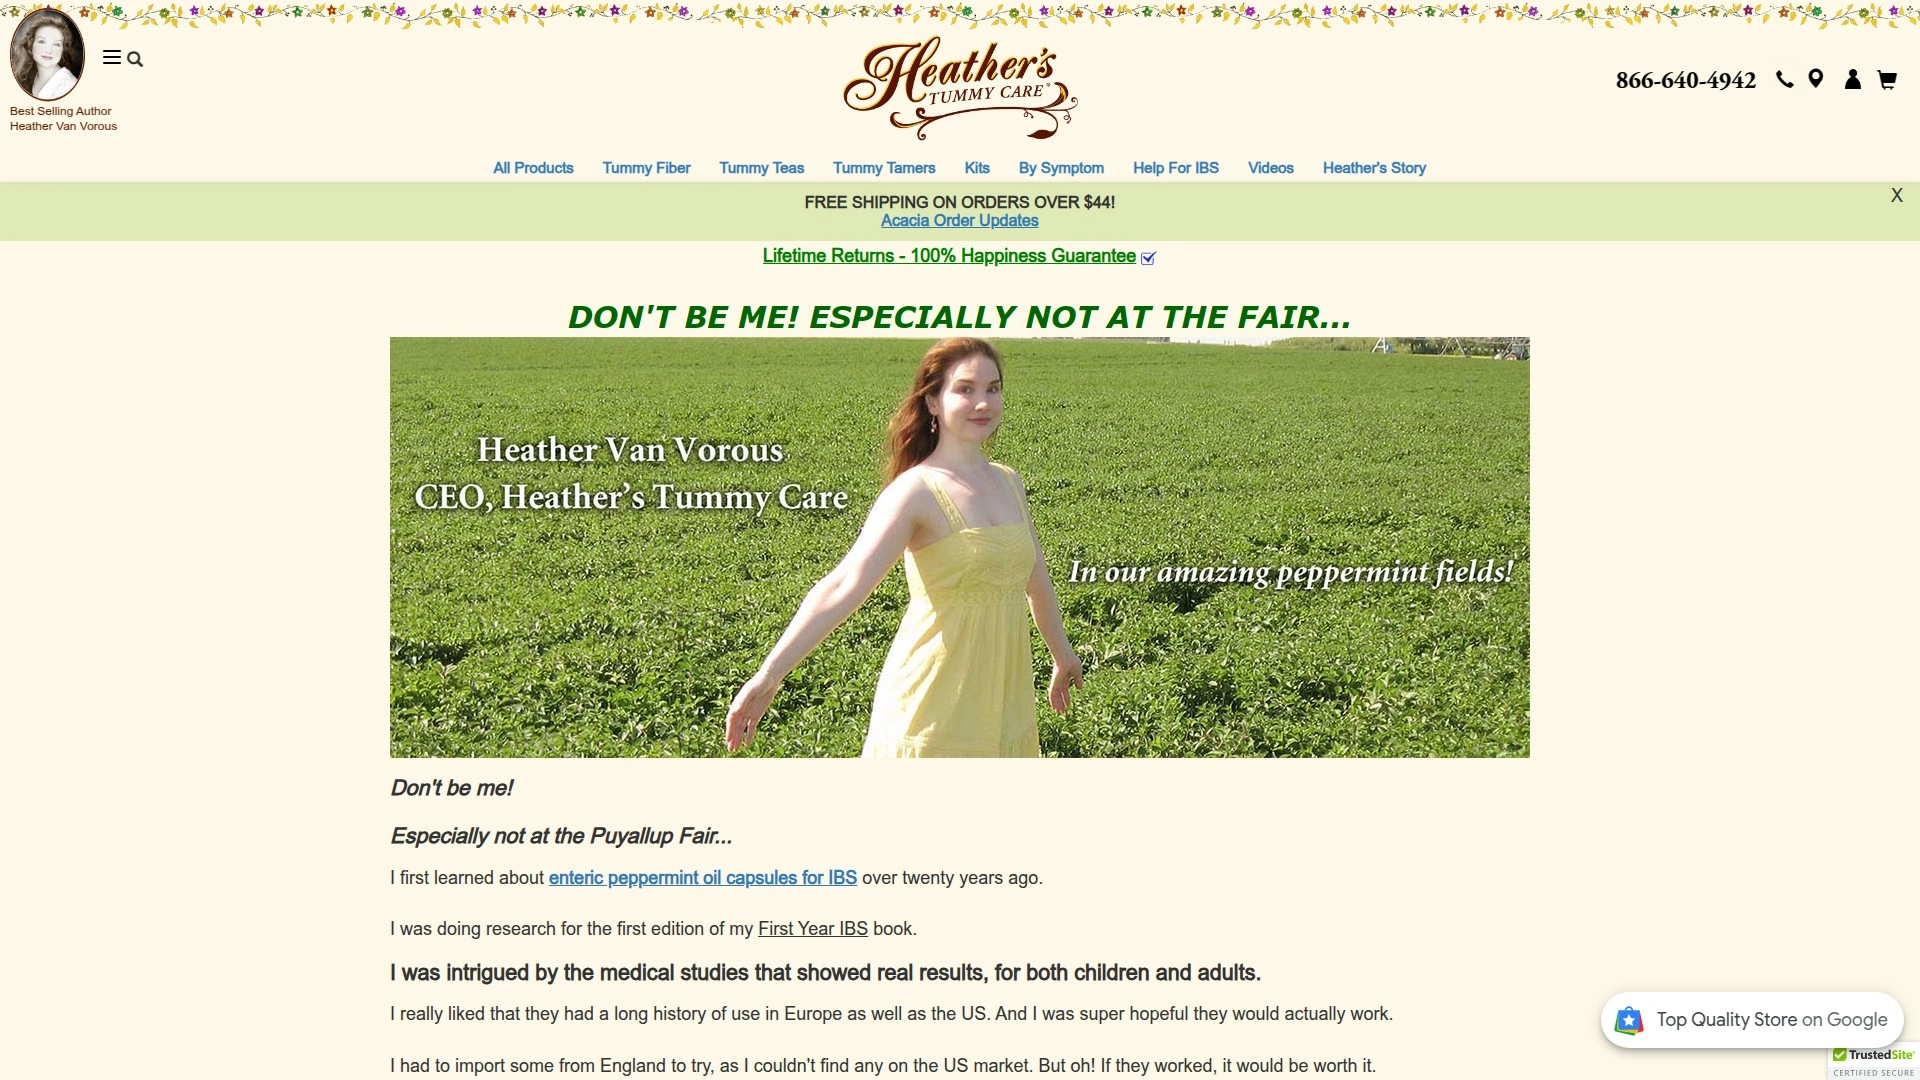 Best Selling Author
Heather Van Vorous
Heather's
TUMMY CARE®
866-640-4942
All Products Tummy Fiber Tummy Teas Tummy Tamers Kits By Symptom Help For IBS Videos Heather's Story
FREE SHIPPING ON ORDERS OVER $44!
X
Acacia Order Updates
Lifetime Returns - 100% Happiness Guarantee
DON'T BE ME! ESPECIALLY NOT AT THE FAIR...
Heather Van Vorous
CEO, Heather's Tummy Care
In our amazing peppermint fields!
Don't be me!
Especially not at the Puyallup Fair...
I first learned about enteric peppermint oil capsules for IBS over twenty years ago.
I was doing research for the first edition of my First Year IBS book.
I was intrigued by the medical studies that showed real results, for both children and adults.
I really liked that they had a long history of use in Europe as well as the US. And I was super hopeful they would actually work.
I had to import some from England to try, as I couldn't find any on the US market. But oh! If they worked, it would be worth it.
Top Quality Store on Google
TrustedSite
CERTIFIED SECURE